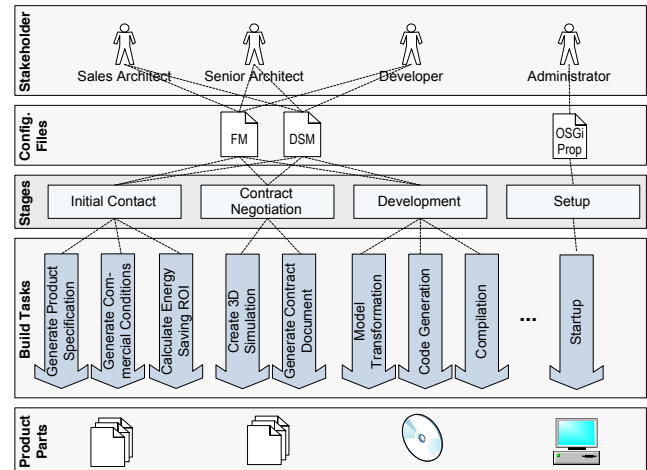 Stakeholder
Sales Architect
Senior Architect
Developer
Administrator
Config.
Files
FM
DSM
OSGi
Prop
Stages
Initial Contact
Contract
Negotiation
Development
Setup
Build Tasks
Generate Product
Specification
Generate Com-
mercial Conditions
Calculate Energy
Saving ROI
Create 3D
Simulation
Generate Contract
Document
Model
Transformation
Code Generation
Compilation
...
Startup
Product
Parts